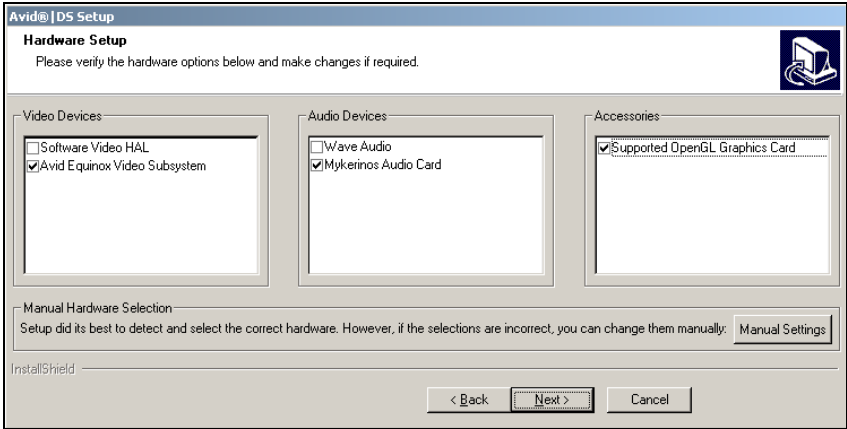 Avid®|DS Setup
Hardware Setup
Please verify the hardware options below and make changes if required.
Video Devices
Software Video HAL
Avid Equinox Video Subsystem
Audio Devices
Wave Audio
Mykerinos Audio Card
Accessories
Supported OpenGL Graphics Card
Manual Hardware Selection
Setup did its best to detect and select the correct hardware. However, if the selections are incorrect, you can change them manually:
Manual Settings
InstallShield
< Back
Next >
Cancel